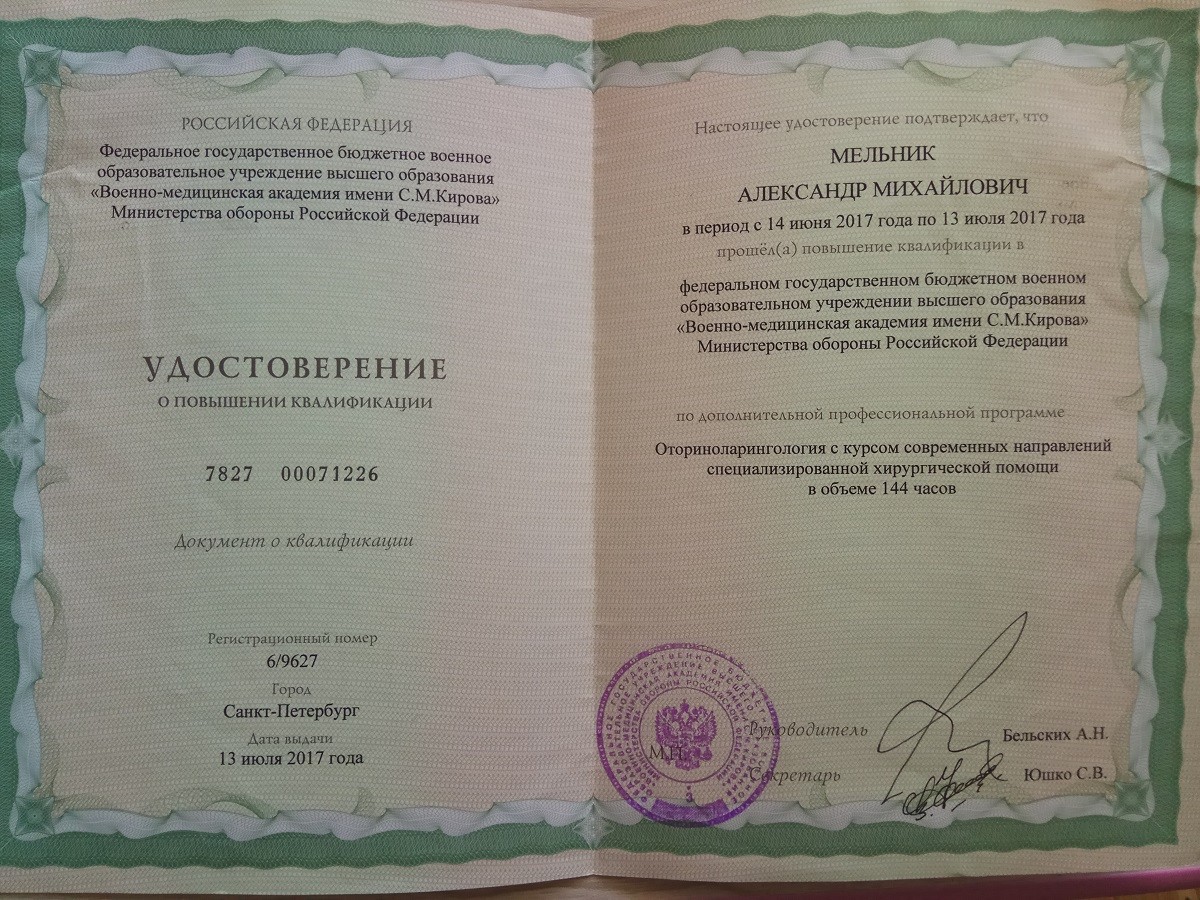 РОССИЙСКАЯ ФЕДЕРАЦИЯ
Федеральное государственное бюджетное военное
образовательное учреждение высшего образования
«Военно-медицинская академия имени С.М.Кирова»
Министерства обороны Российской Федерации
УДОСТОВЕРЕНИЕ
О ПОВЫШЕНИИ КВАЛИФИКАЦИИ
7827 00071226
Документ о квалификации
Регистрационный номер
6/9627
Город
Санкт-Петербург
Дата выдачи
13 июля 2017 года
Настоящее удостоверение подтверждает, что
МЕЛЬНИК
АЛЕКСАНДР МИХАЙЛОВИЧ
в период с 14 июня 2017 года по 13 июля 2017 года
прошёл(а) повышение квалификации в
федеральном государственном бюджетном военном
образовательном учреждении высшего образования
«Военно-медицинская академия имени С.М.Кирова»
Министерства обороны Российской Федерации
по дополнительной профессиональной программе
Оториноларингология с курсом современных направлений
специализированной хирургической помощи
в объеме 144 часов
М.П.
Руководитель
Бельских А.Н.
Секретарь
Юшко С.В.